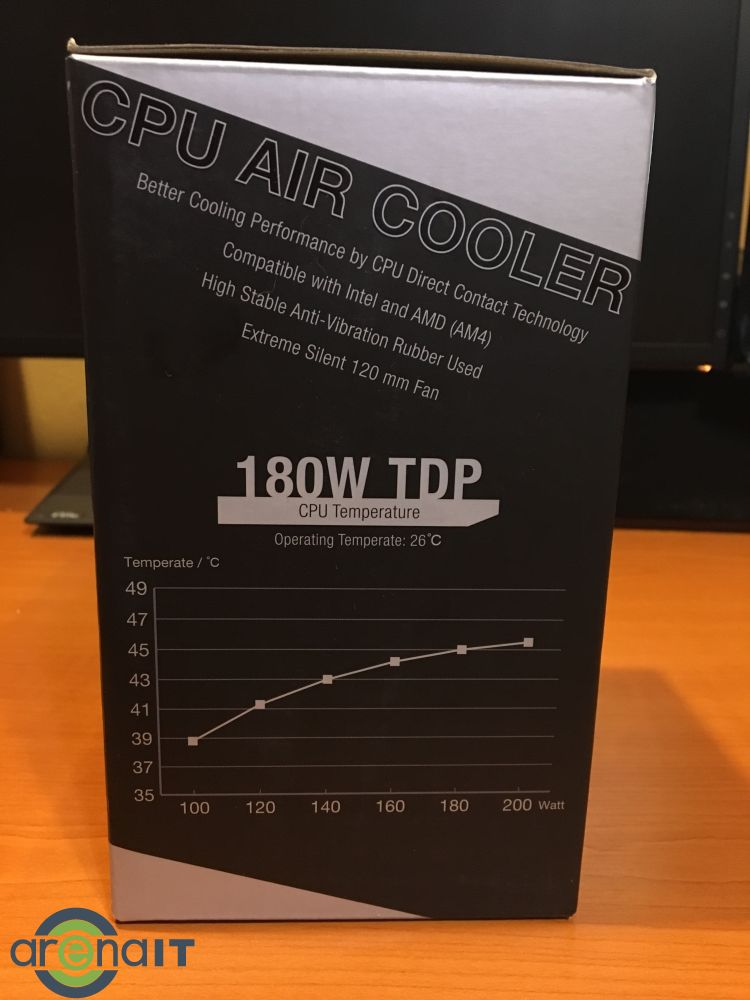 CPU AIR COOLER
Better Cooling Performance by CPU Direct Contact Technology
Compatible with Intel and AMD (AM4)
High Stable Anti-Vibration Rubber Used
Extreme Silent 120 mm Fan
180W TDP
CPU Temperature
Operating Temperate: 26°C
Temperate / °C
49
47
45
43
41
39
37
35
100 120 140 160 180 200 Watt
arenaIT